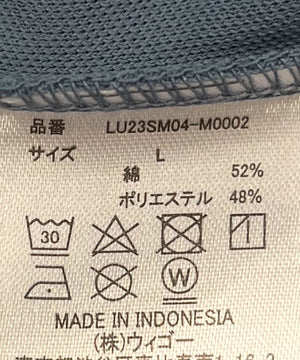 品番 LU23SM04-M0002
サイズ L
綿 52%
ポリエステル 48%
30
W
MADE IN INDONESIA
(株)ウィゴー